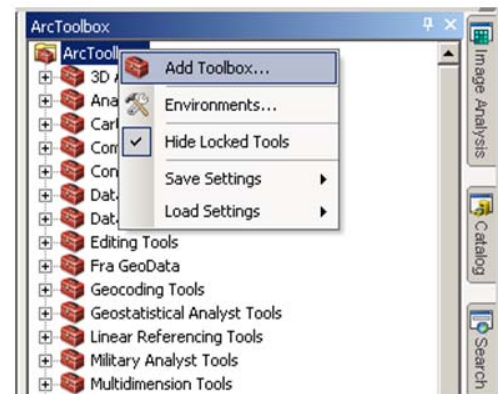 ArcToolbox
ArcTool
Add Toolbox...
3D
Environments...
Ana
Hide Locked Tools
Cart
Com
Save Settings
Con
Load Settings
Dat
Dat
Editing Tools
Fra GeoData
Geocoding Tools
Geostatistical Analyst Tools
Linear Referencing Tools
Military Analyst Tools
Multidimension Tools
Image Analysis
Catalog
Search